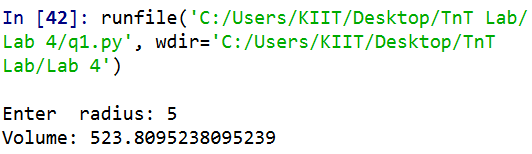 In [42]: runfile('C:/Users/KIIT/Desktop/TnT Lab/
Lab 4/q1.py', wdir='C:/Users/KIIT/Desktop/TnT
Lab/Lab 4')
Enter  radius: 5
Volume: 523.8095238095239